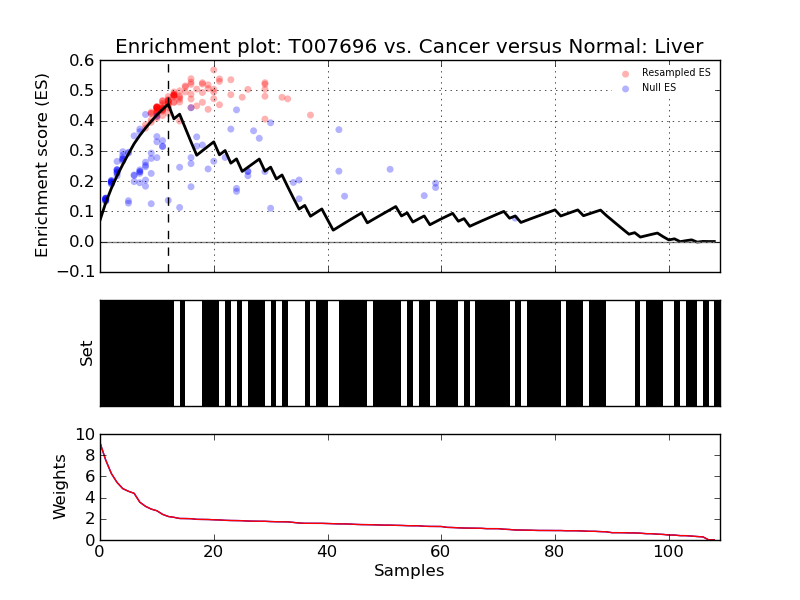 Enrichment plot: T007696 vs. Cancer versus Normal: Liver
0.6
0.5
0.4
0.3
0.2
0.1
0.0
−0.1
Enrichment score (ES)
Resampled ES
Null ES
Set
10
8
6
4
2
0
Weights
0 20 40 60 80 100
Samples